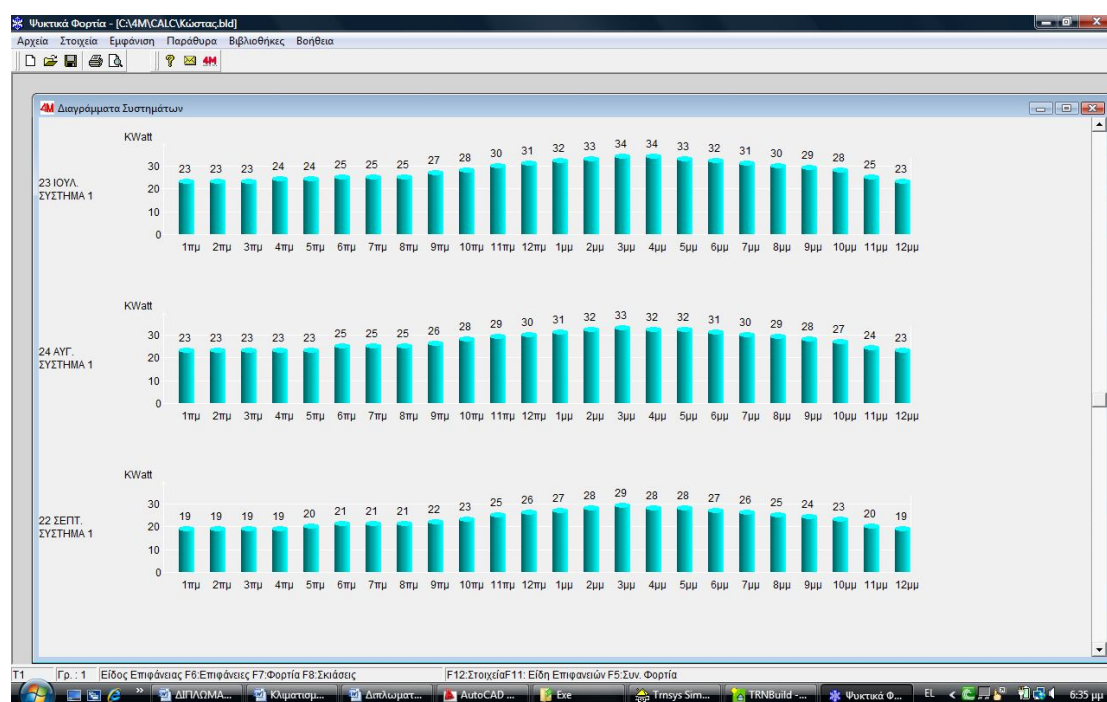 Ψυκτικά Φορτία - [C:\4M\CALC\Κώστας.bld]
Αρχεία Στοιχεία Εμφάνιση Παράθυρα Βιβλιοθήκες Βοήθεια
4M
4M Διαγράμματα Συστημάτων
KWatt
23 23 23 24 24 25 25 25 27 28 30 31 32 33 34 34 33 32 31 30 29 28 25 23
30
23 ΙΟΥΛ.
20
ΣΥΣΤΗΜΑ 1
10
0
1πμ 2πμ 3πμ 4πμ 5πμ 6πμ 7πμ 8πμ 9πμ 10πμ 11πμ 12πμ 1μμ 2μμ 3μμ 4μμ 5μμ 6μμ 7μμ 8μμ 9μμ 10μμ 11μμ 12μμ
KWatt
23 23 23 23 23 25 25 25 26 28 29 30 31 32 33 32 32 31 30 29 28 27 24 23
30
24 ΑΥΓ.
20
ΣΥΣΤΗΜΑ 1
10
0
1πμ 2πμ 3πμ 4πμ 5πμ 6πμ 7πμ 8πμ 9πμ 10πμ 11πμ 12πμ 1μμ 2μμ 3μμ 4μμ 5μμ 6μμ 7μμ 8μμ 9μμ 10μμ 11μμ 12μμ
KWatt
19 19 19 19 20 21 21 21 22 23 25 26 27 28 29 28 28 27 26 25 24 23 20 19
30
22 ΣΕΠΤ.
20
ΣΥΣΤΗΜΑ 1
10
0
1πμ 2πμ 3πμ 4πμ 5πμ 6πμ 7πμ 8πμ 9πμ 10πμ 11πμ 12πμ 1μμ 2μμ 3μμ 4μμ 5μμ 6μμ 7μμ 8μμ 9μμ 10μμ 11μμ 12μμ
T1 Γρ. : 1 Είδος Επιφάνειας F6:Επιφάνειες F7:Φορτία F8:Σκιάσεις F12:ΣτοιχείαF11: Είδη Επιφανειών F5:Συν. Φορτία
ΔΙΠΛΩΜΑ... Κλιματισμ... Διπλωματ... AutoCAD ... Exe Trnsys Sim... TRNBuild -... Ψυκτικά Φ... EL 6:35 μμ